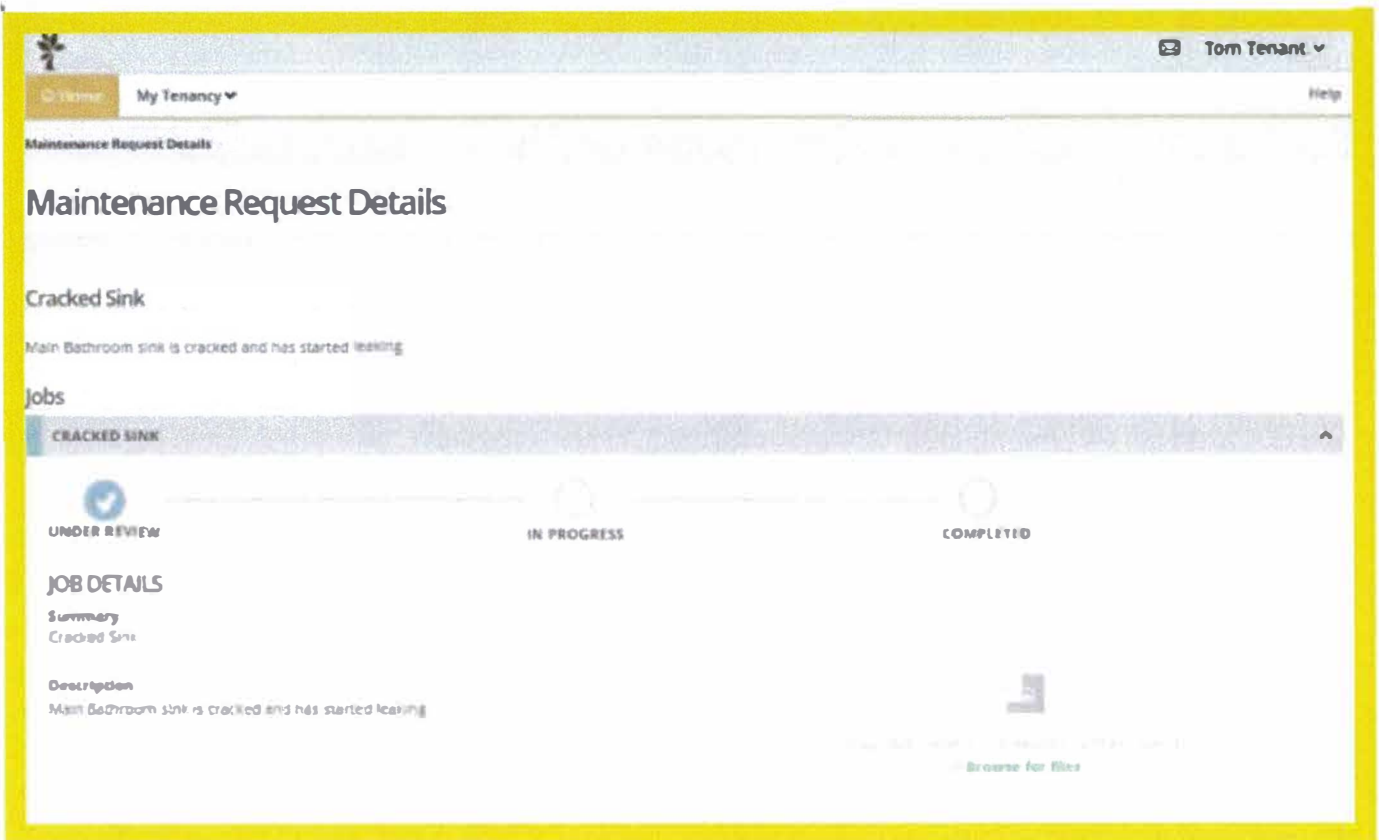 Tom Tenant
Home
My Tenancy
Help
Maintenance Request Details
Maintenance Request Details
Cracked Sink
Main Bathroom sink is cracked and has started leaking
Jobs
CRACKED SINK
UNDER REVIEW
IN PROGRESS
COMPLETED
JOB DETAILS
Summary
Cracked Sink
Description
Main Bathroom sink is cracked and has started leaking
Browse for files